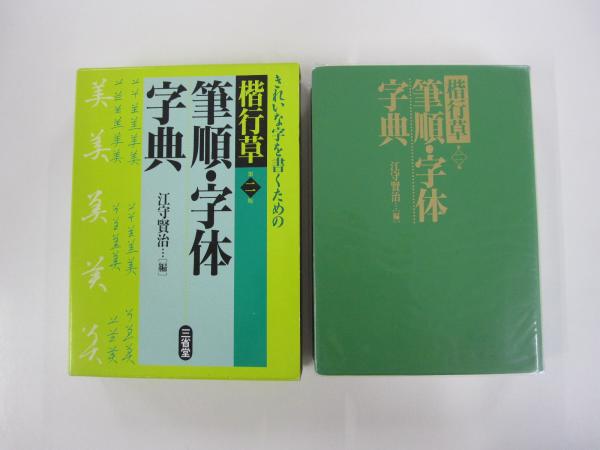 きれいな字を書くための
楷行草
第二版
筆順・字体
字典
江守賢治…[編]
三省堂
美
美
美
美
美
楷行草
第二版
筆順・字体
字典
江守賢治…[編]